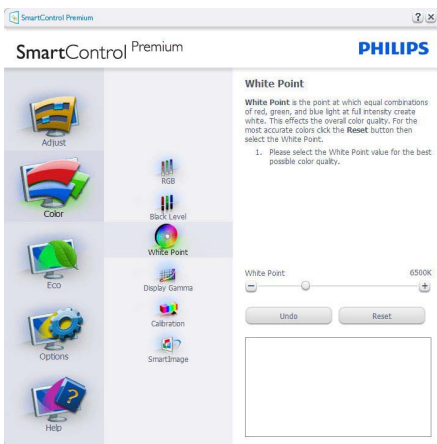 SmartControl Premium
? ×
SmartControl Premium
PHILIPS
Adjust
Color
Eco
Options
Help
RGB
Black Level
White Point
Display Gamma
Calibration
SmartImage
White Point
White Point is the point at which equal combinations
of red, green, and blue light at full intensity create
white. This effects the overall color quality. For the
most accurate colors click the Reset button then
select the White Point.
1. Please select the White Point value for the best
possible color quality.
White Point 6500K
− +
Undo Reset